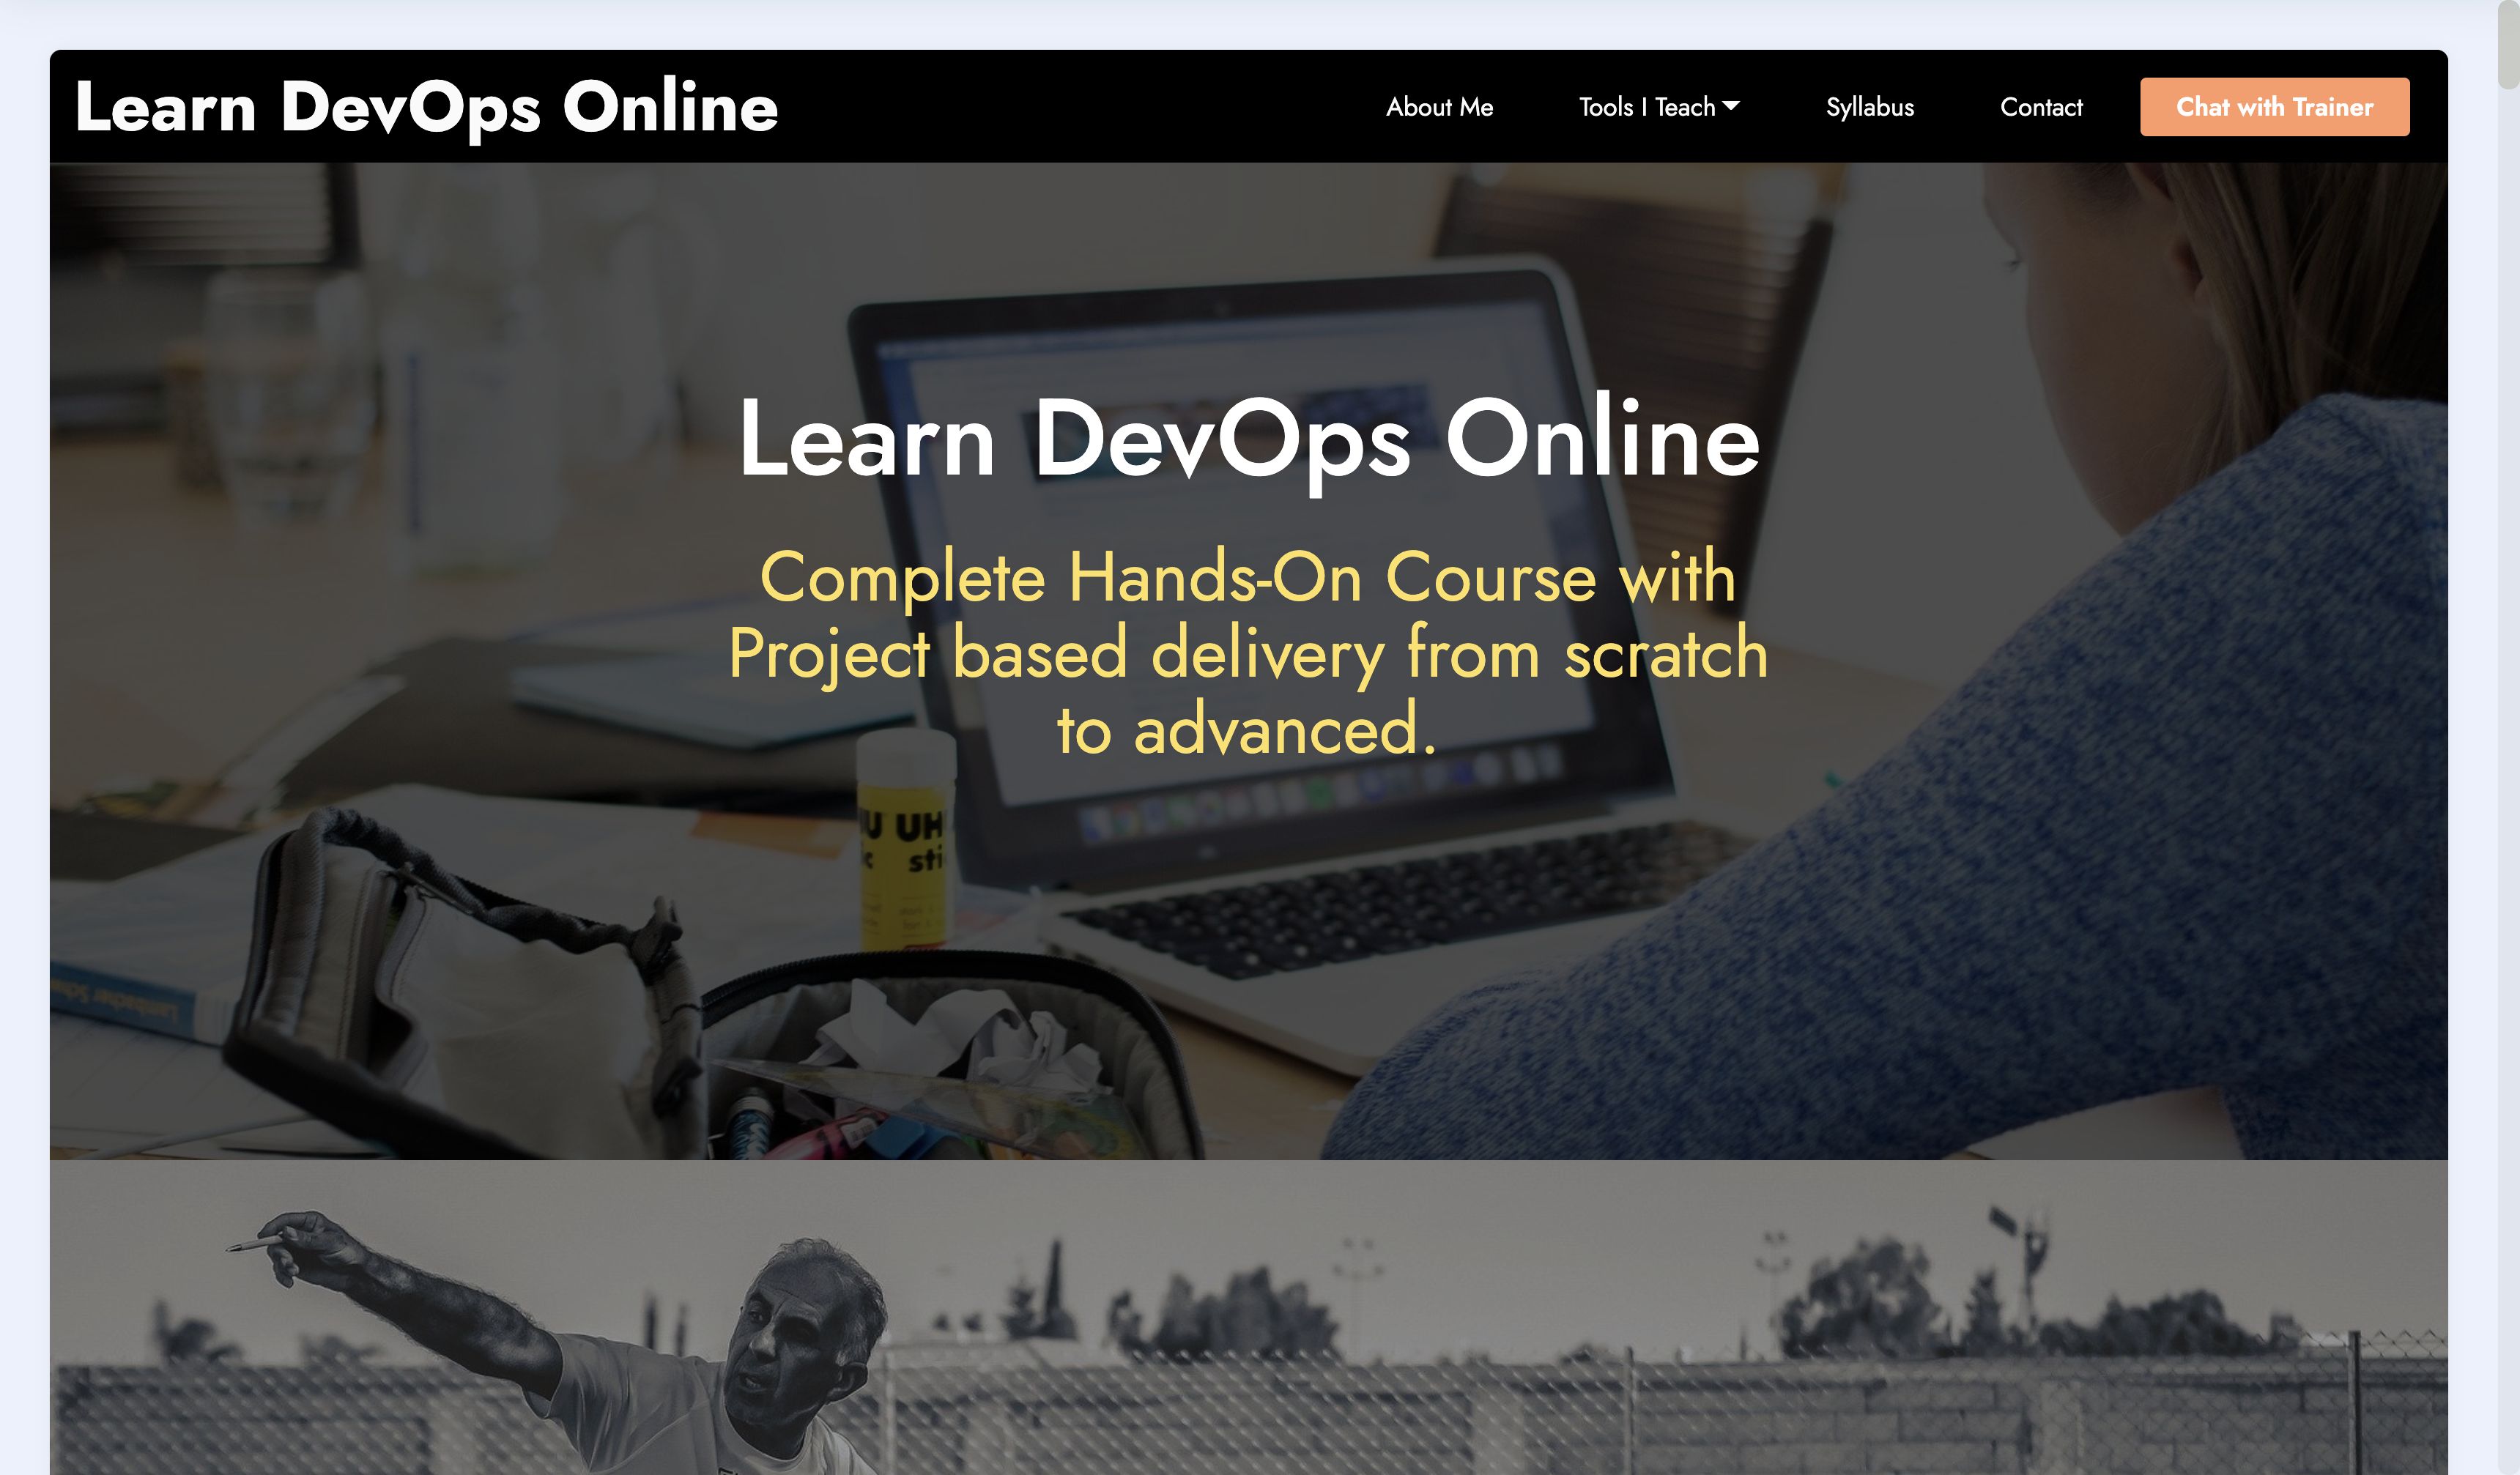 Learn DevOps Online
About Me
Tools I Teach
Syllabus
Contact
Chat with Trainer
Learn DevOps Online
Complete Hands-On Course with
Project based delivery from scratch
to advanced.
UH
sti